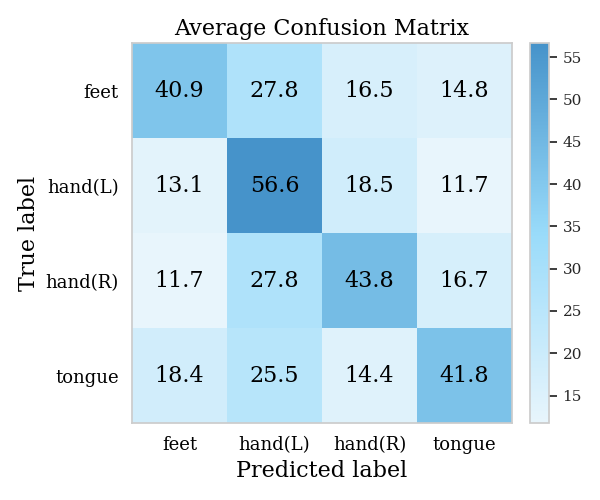 Average Confusion Matrix
True label
feet 40.9 27.8 16.5 14.8
hand(L) 13.1 56.6 18.5 11.7
hand(R) 11.7 27.8 43.8 16.7
tongue 18.4 25.5 14.4 41.8
feet hand(L) hand(R) tongue
Predicted label
55
50
45
40
35
30
25
20
15